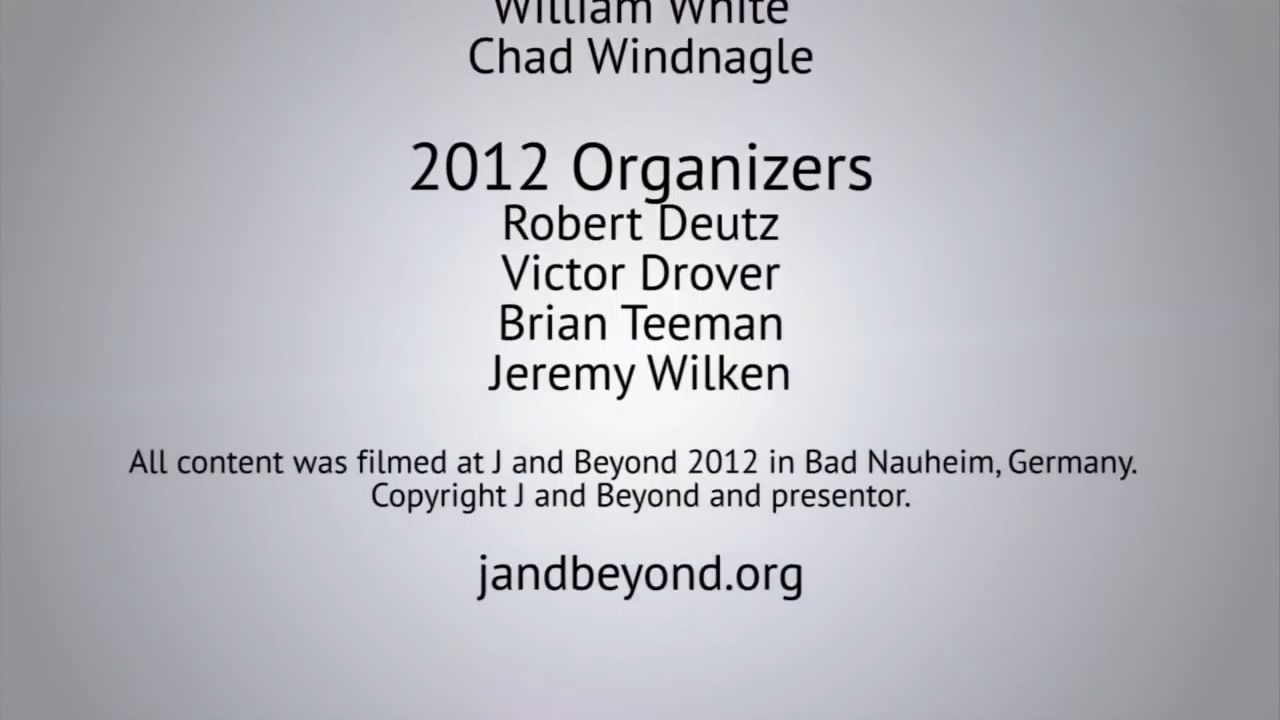 William White
Chad Windnagle
2012 Organizers
Robert Deutz
Victor Drover
Brian Teeman
Jeremy Wilken
All content was filmed at J and Beyond 2012 in Bad Nauheim, Germany.
Copyright J and Beyond and presentor.
jandbeyond.org